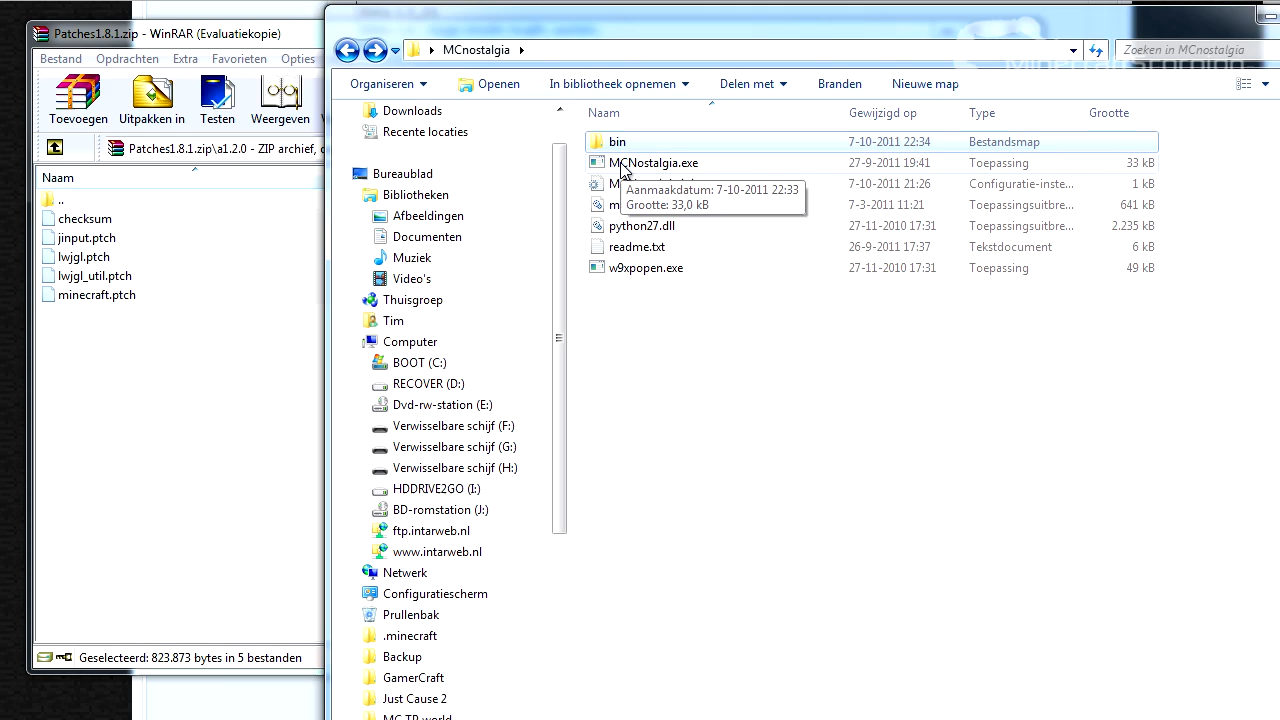 Patches1.8.1.zip - WinRAR (Evaluatiekopie)
Bestand Opdrachten Extra Favorieten Opties
Toevoegen Uitpakken in Testen Weergeven
Patches1.8.1.zip\a1.2.0 - ZIP archief,
Naam
..
checksum
jinput.ptch
lwjgl.ptch
lwjgl_util.ptch
minecraft.ptch
Geselecteerd: 823.873 bytes in 5 bestanden
MCnostalgia
Zoeken in MCnostalgia
Organiseren Openen In bibliotheek opnemen Delen met Branden Nieuwe map
Downloads
Recente locaties
Bureaublad
Bibliotheken
Afbeeldingen
Documenten
Muziek
Video's
Thuisgroep
Tim
Computer
BOOT (C:)
RECOVER (D:)
Dvd-rw-station (E:)
Verwisselbare schijf (F:)
Verwisselbare schijf (G:)
Verwisselbare schijf (H:)
HDDRIVE2GO (I:)
BD-romstation (J:)
ftp.intarweb.nl
www.intarweb.nl
Netwerk
Configuratiescherm
Prullenbak
.minecraft
Backup
GamerCraft
Just Cause 2
MC TP world
Naam Gewijzigd op Type Grootte
bin 7-10-2011 22:34 Bestandsmap
MCNostalgia.exe 27-9-2011 19:41 Toepassing 33 kB
7-10-2011 21:26 Configuratie-inste... 1 kB
7-3-2011 11:21 Toepassingsuitbre... 641 kB
python27.dll 27-11-2010 17:31 Toepassingsuitbre... 2.235 kB
readme.txt 26-9-2011 17:37 Tekstdocument 6 kB
w9xpopen.exe 27-11-2010 17:31 Toepassing 49 kB
Aanmaakdatum: 7-10-2011 22:33
Grootte: 33,0 kB